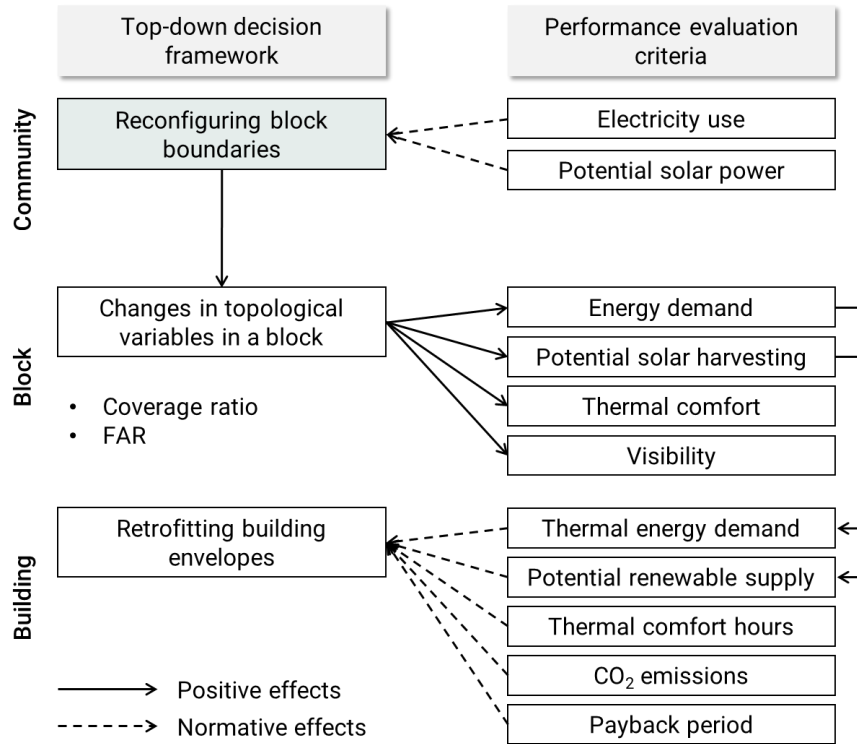 Top-down decision
framework
Performance evaluation
criteria
Community
Reconfiguring block
boundaries
Electricity use
Potential solar power
Block
Changes in topological
variables in a block
• Coverage ratio
• FAR
Energy demand
Potential solar harvesting
Thermal comfort
Visibility
Building
Retrofitting building
envelopes
Thermal energy demand
Potential renewable supply
Thermal comfort hours
CO₂ emissions
Payback period
Positive effects
Normative effects